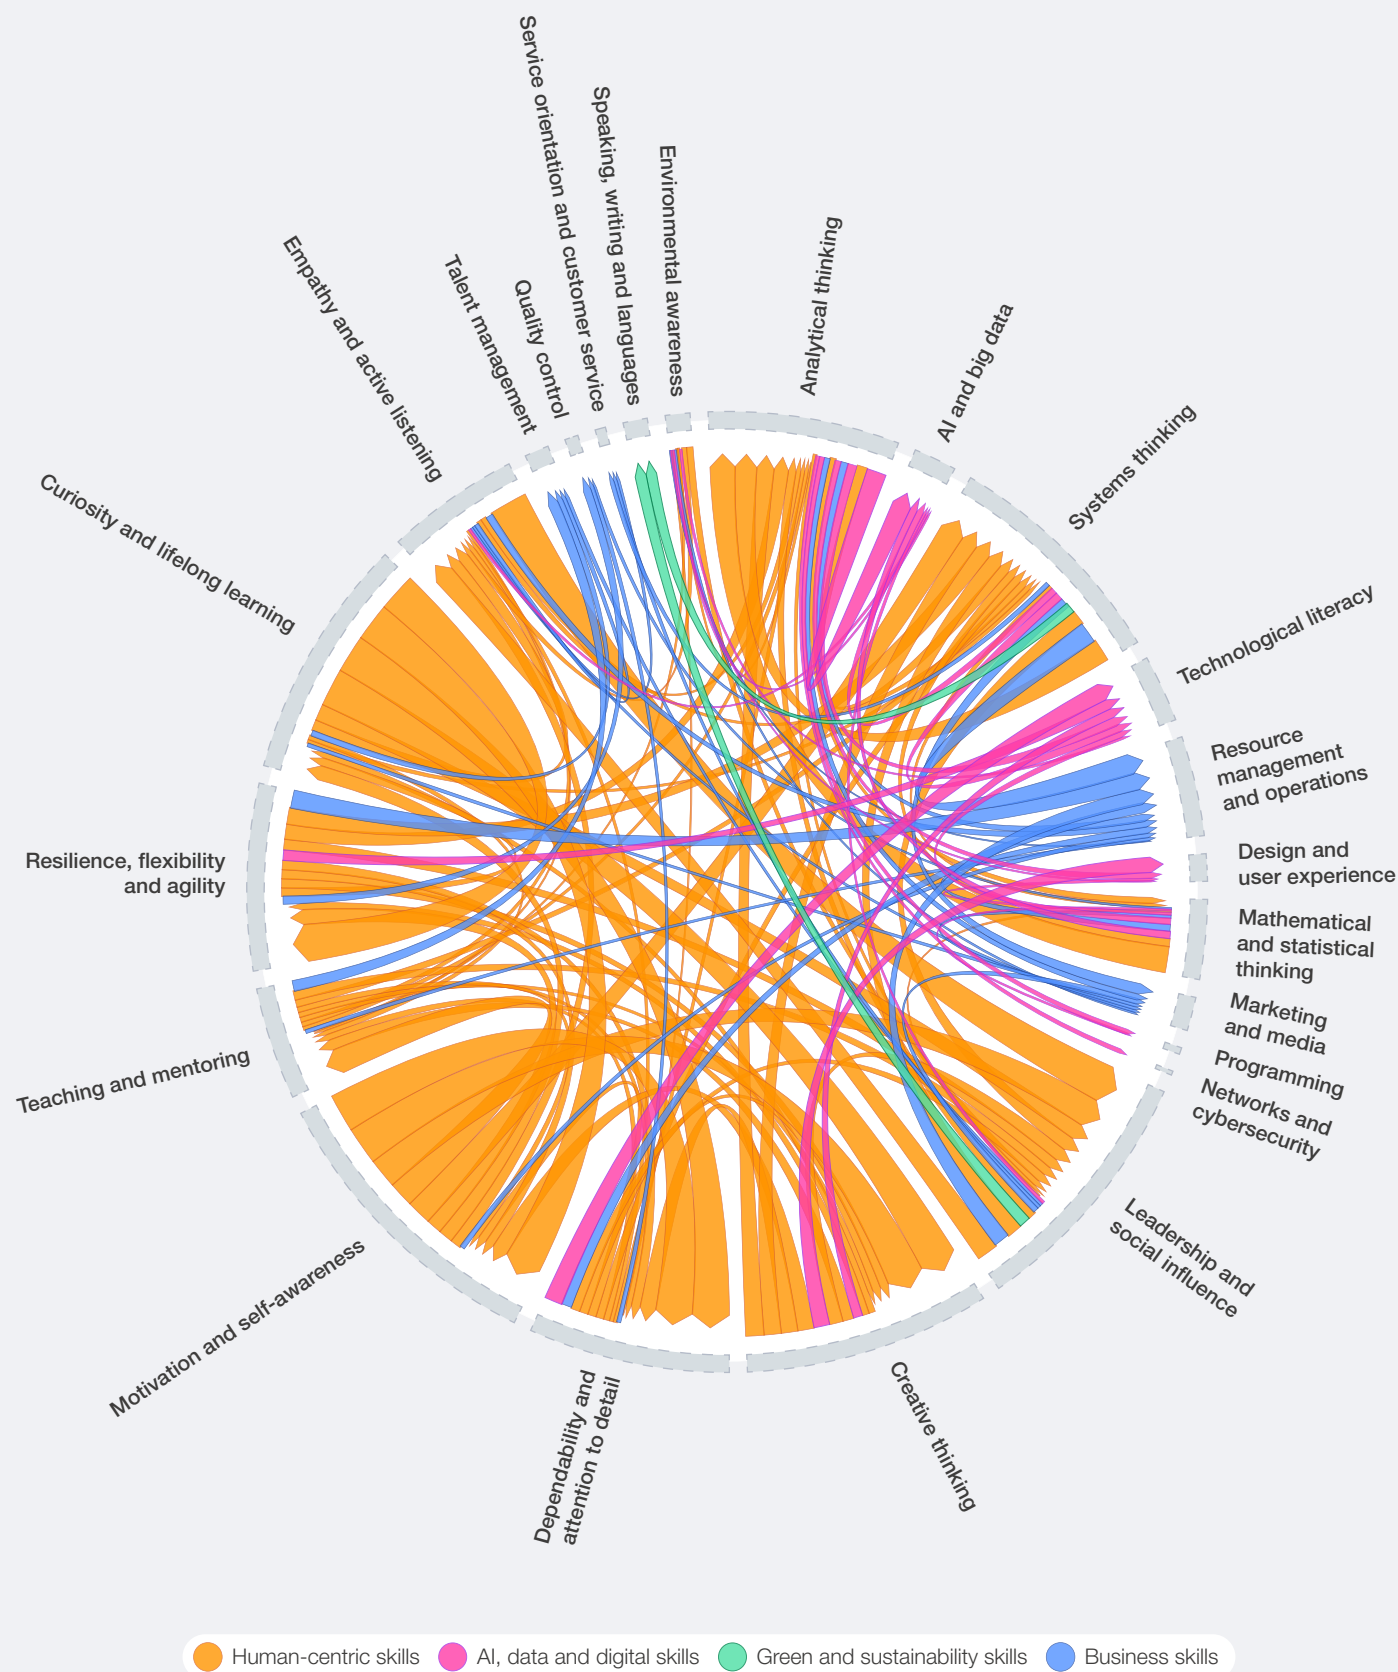 Service orientation and customer service
Speaking, writing and languages
Environmental awareness
Analytical thinking
AI and big data
Systems thinking
Technological literacy
Resource
management
and operations
Design and
user experience
Mathematical
and statistical
thinking
Marketing
and media
Programming
Networks and
cybersecurity
Leadership and
social influence
Creative thinking
Dependability and
attention to detail
Motivation and self-awareness
Teaching and mentoring
Resilience, flexibility
and agility
Curiosity and lifelong learning
Empathy and active listening
Talent management
Quality control
Human-centric skills
AI, data and digital skills
Green and sustainability skills
Business skills